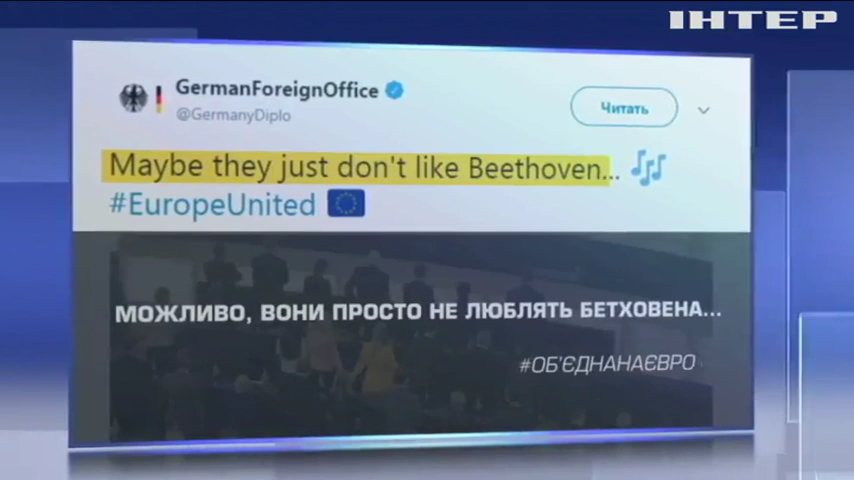 ІНТЕР
GermanForeignOffice
@GermanyDiplo
Читать
Maybe they just don't like Beethoven...
#EuropeUnited
МОЖЛИВО, ВОНИ ПРОСТО НЕ ЛЮБЛЯТЬ БЕТХОВЕНА...
#ОБ'ЄДНАНАЄВРО